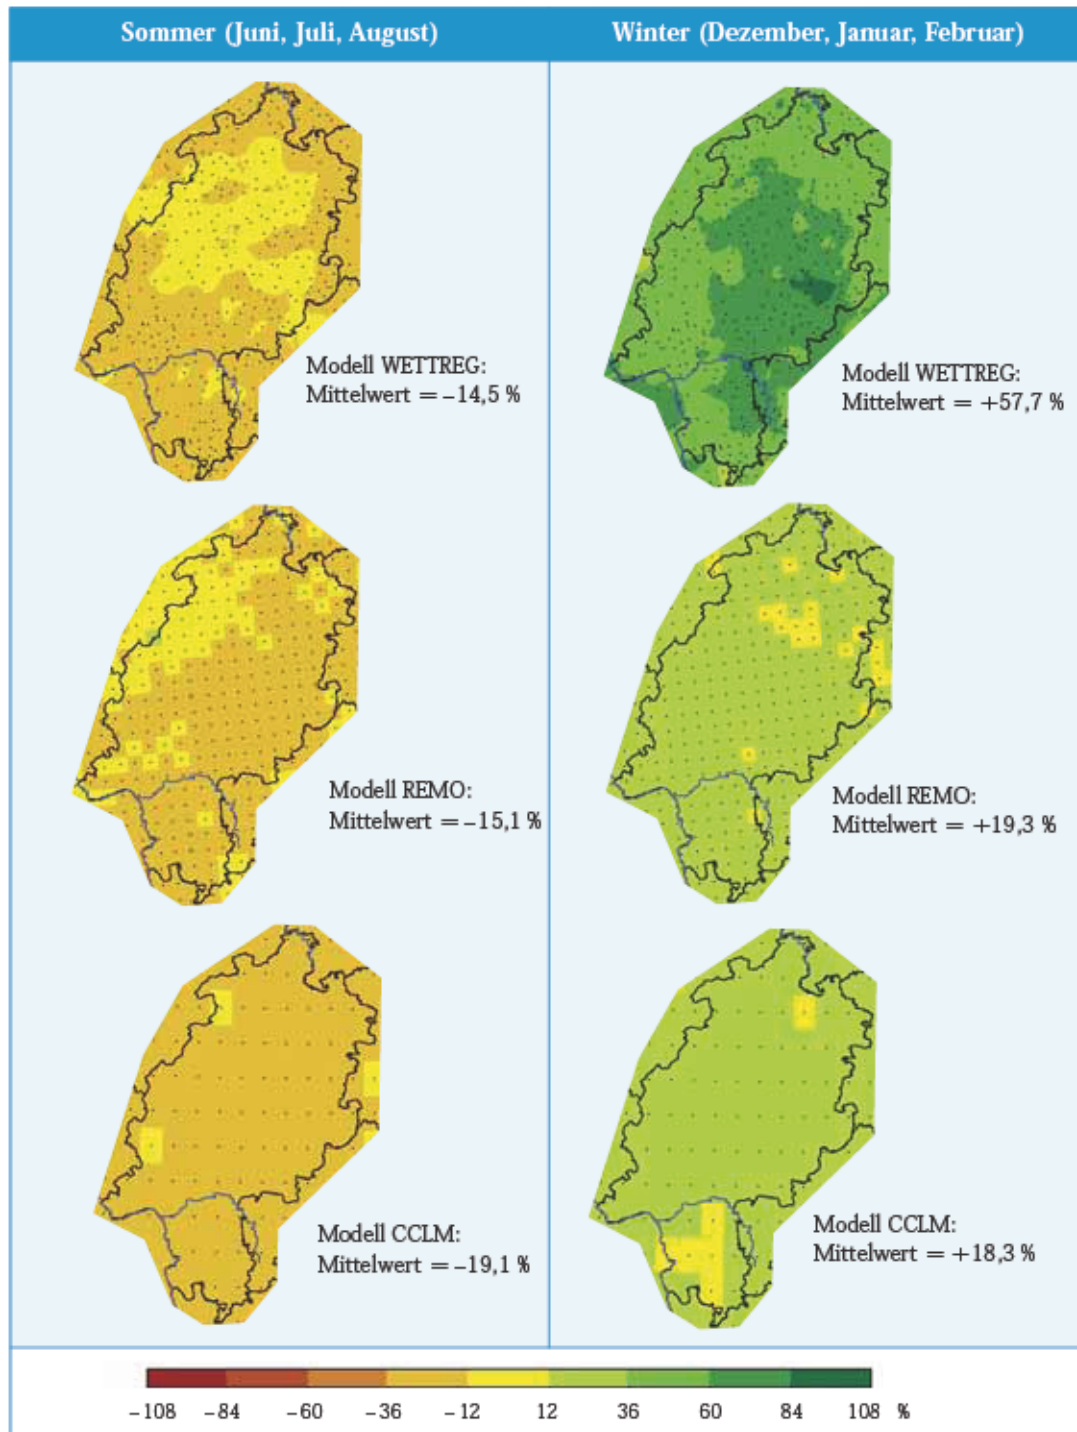 Sommer (Juni, Juli, August)
Winter (Dezember, Januar, Februar)
Modell WETTREG:
Mittelwert = –14,5 %
Modell WETTREG:
Mittelwert = +57,7 %
Modell REMO:
Mittelwert = –15,1 %
Modell REMO:
Mittelwert = +19,3 %
Modell CCLM:
Mittelwert = –19,1 %
Modell CCLM:
Mittelwert = +18,3 %
–108 –84 –60 –36 –12 12 36 60 84 108 %